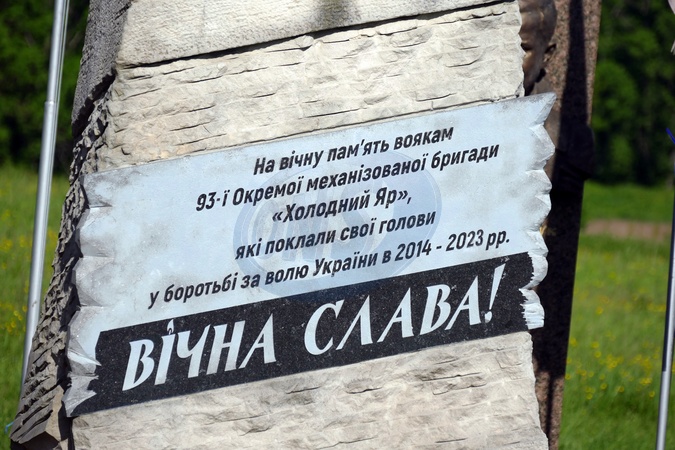 На вічну пам'ять воякам
93-ї Окремої механізованої бригади
«Холодний Яр»,
які поклали свої голови
у боротьбі за волю України в 2014 - 2023 рр.
ВІЧНА СЛАВА!